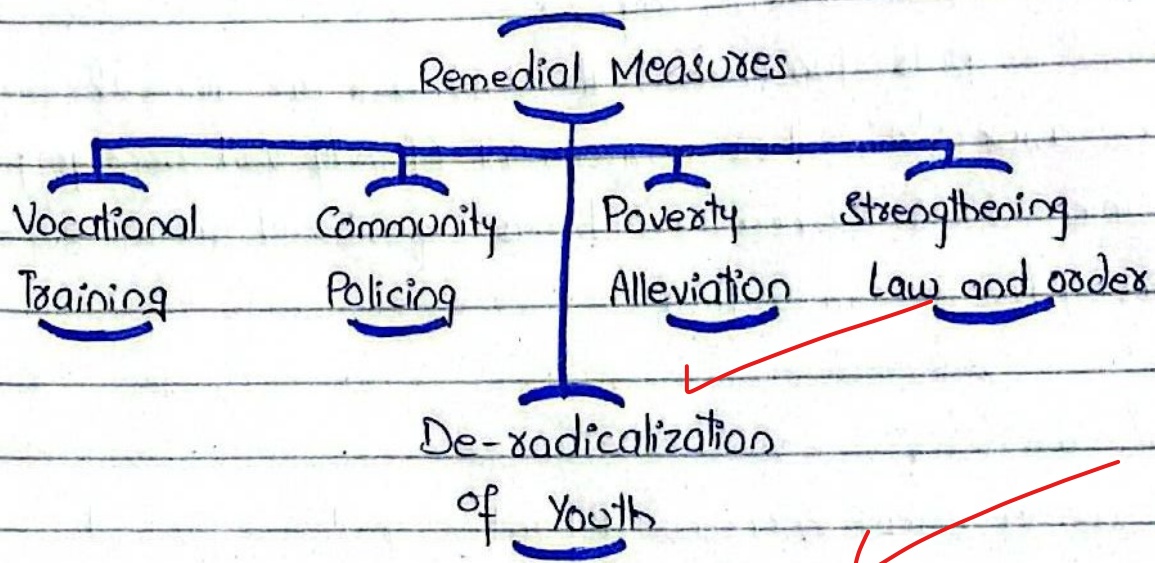 Remedial Measures
Vocational Community Poverty Strengthening
Training Policing Alleviation Law and order
De-radicalization
of Youth